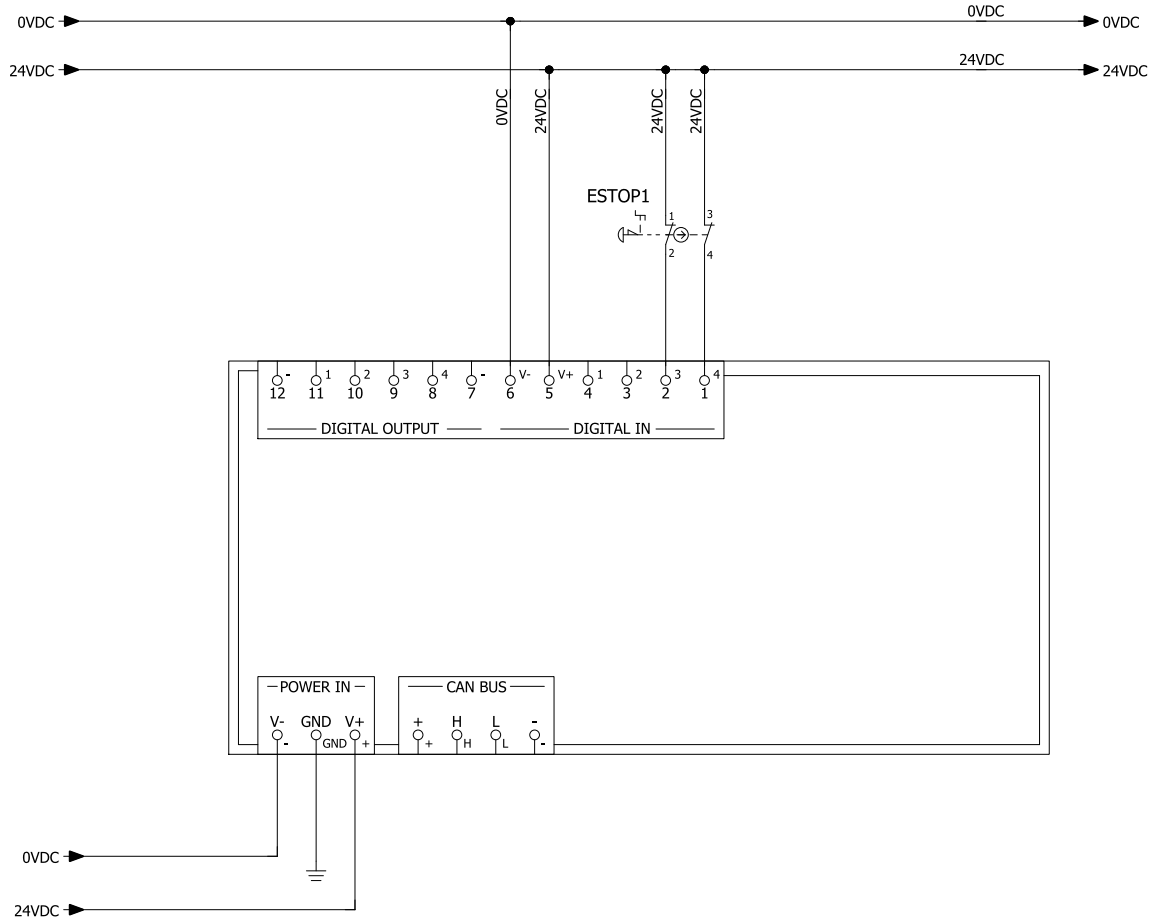 0VDC
0VDC
0VDC
24VDC
24VDC
24VDC
0VDC
24VDC
24VDC
24VDC
ESTOP1
1
3
2
4
- 1 2 3 4 - V- V+ 1 2 3 4
12 11 10 9 8 7 6 5 4 3 2 1
DIGITAL OUTPUT DIGITAL IN
POWER IN CAN BUS
V- GND V+ + H L -
- GND + + H L -
0VDC
24VDC